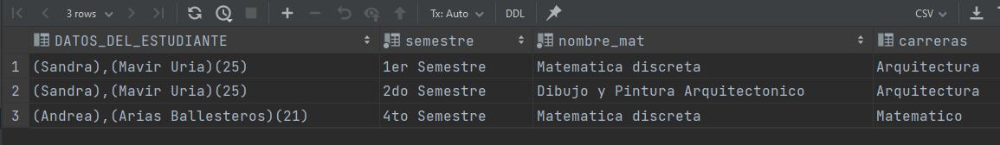 3 rows Tx: Auto DDL CSV
DATOS_DEL_ESTUDIANTE semestre nombre_mat carreras
1 (Sandra),(Mavir Uria)(25) 1er Semestre Matematica discreta Arquitectura
2 (Sandra),(Mavir Uria)(25) 2do Semestre Dibujo y Pintura Arquitectonico Arquitectura
3 (Andrea),(Arias Ballesteros)(21) 4to Semestre Matematica discreta Matematico